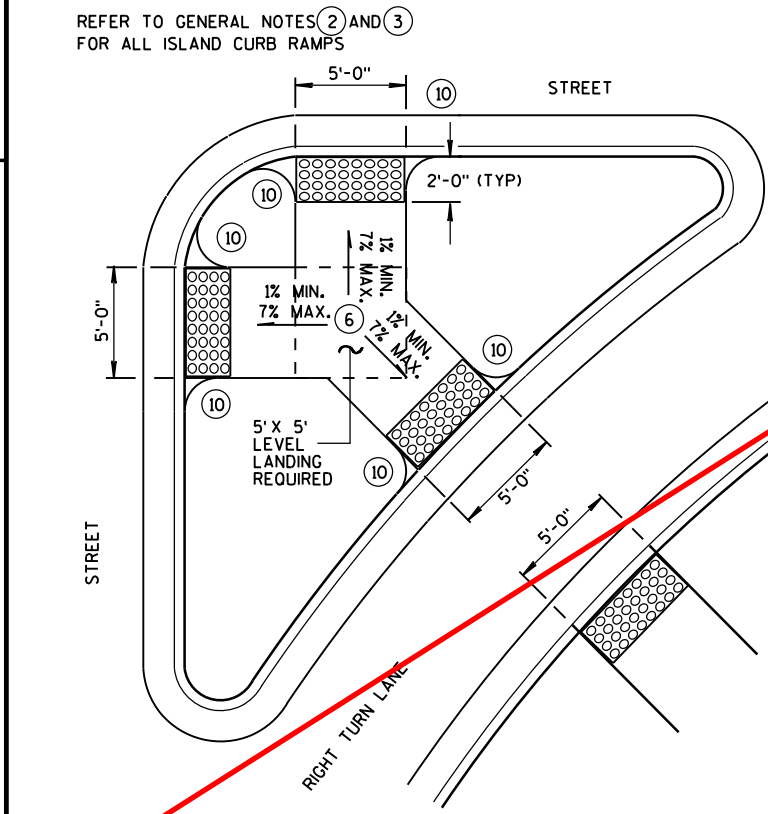 REFER TO GENERAL NOTES 2 AND 3
FOR ALL ISLAND CURB RAMPS
5'-0"
10
STREET
2'-0" (TYP)
10
10
1% MIN.
7% MAX.
5'-0"
1% MIN.
7% MAX.
6
1% MIN.
7% MAX.
10
10
5' X 5'
LEVEL
LANDING
REQUIRED
10
5'-0"
5'-0"
STREET
RIGHT TURN LANE